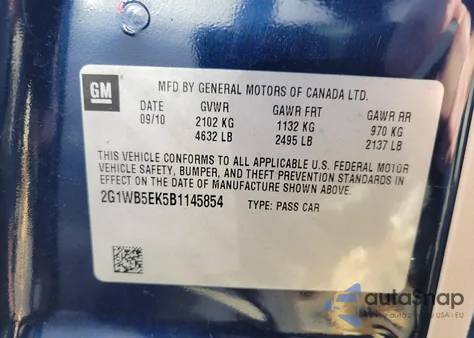 GM
MFD BY GENERAL MOTORS OF CANADA LTD.
DATE GVWR GAWR FRT GAWR RR
09/10 2102 KG 1132 KG 970 KG
4632 LB 2495 LB 2137 LB
THIS VEHICLE CONFORMS TO ALL APPLICABLE U.S. FEDERAL MOTOR
VEHICLE SAFETY, BUMPER, AND THEFT PREVENTION STANDARDS IN
EFFECT ON THE DATE OF MANUFACTURE SHOWN ABOVE.
2G1WB5EK5B1145854 TYPE: PASS CAR
autoSnap